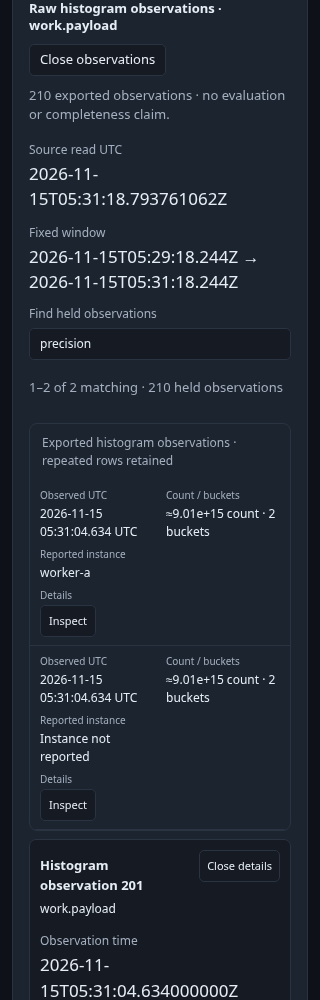 Raw histogram observations ·
work.payload
Close observations
210 exported observations · no evaluation
or completeness claim.
Source read UTC
2026-11-
15T05:31:18.793761062Z
Fixed window
2026-11-15T05:29:18.244Z →
2026-11-15T05:31:18.244Z
Find held observations
precision
1–2 of 2 matching · 210 held observations
Exported histogram observations ·
repeated rows retained
Observed UTC
Count / buckets
2026-11-15
≈9.01e+15 count · 2
05:31:04.634 UTC
buckets
Reported instance
worker-a
Details
Inspect
Observed UTC
Count / buckets
2026-11-15
≈9.01e+15 count · 2
05:31:04.634 UTC
buckets
Reported instance
Instance not
reported
Details
Inspect
Histogram
observation 201
Close details
work.payload
Observation time
2026-11-
15T05:31:04.634000000Z